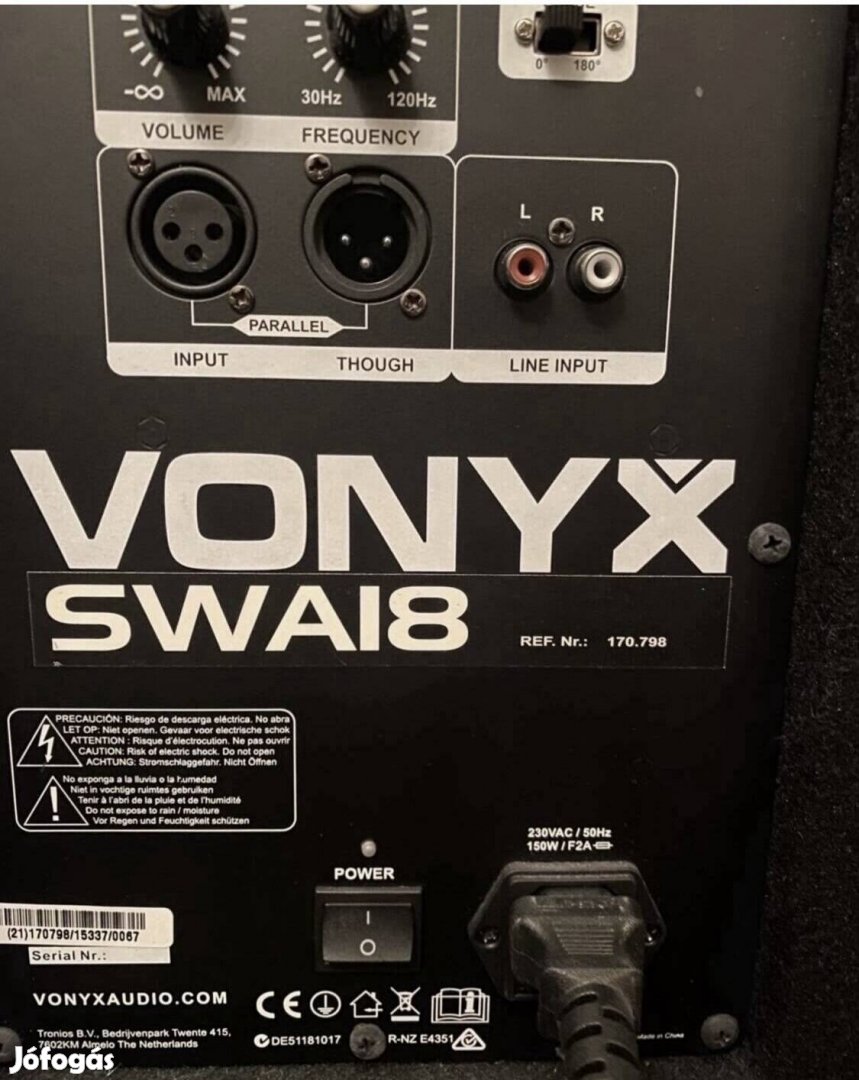 0° 180°
-∞ MAX 30Hz 120Hz
VOLUME FREQUENCY
L R
PARALLEL
INPUT THOUGH LINE INPUT
VONYX
SWA18 REF. Nr.: 170.798
PRECAUCIÓN: Riesgo de descarga eléctrica. No abra
LET OP: Niet openen. Gevaar voor electrische schok
ATTENTION : Risque d'électrocution. Ne pas ouvrir
CAUTION: Risk of electric shock. Do not open
ACHTUNG: Stromschlaggefahr. Nicht Öffnen
No exponga a la lluvia o la humedad
Niet in vochtige ruimtes gebruiken
Tenir à l'abri de la pluie et de l'humidité
Do not expose to rain / moisture
Vor Regen und Feuchtigkeit schützen
230VAC / 50Hz
150W / F2A
POWER
I
O
(21)170798/15337/0067
Serial Nr.:
VONYXAUDIO.COM
CE
Tronios B.V., Bedrijvenpark Twente 415,
7602KM Almelo The Netherlands
DE51181017 R-NZ E4351
Made in China
Jófogás